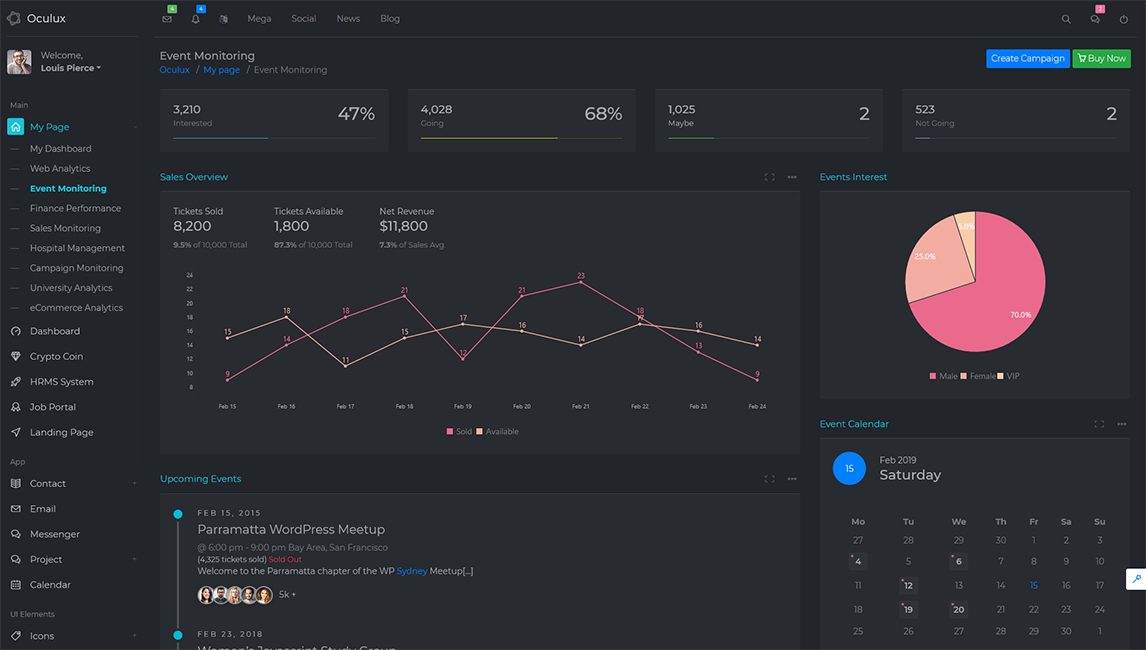 Oculux
4
4
Mega
Social
News
Blog
2
Welcome,
Louis Pierce
Main
My Page
My Dashboard
Web Analytics
Event Monitoring
Finance Performance
Sales Monitoring
Hospital Management
Campaign Monitoring
University Analytics
eCommerce Analytics
Dashboard
Crypto Coin
HRMS System
Job Portal
Landing Page
App
Contact
Email
Messenger
Project
Calendar
UI Elements
Icons
Event Monitoring
Oculux / My page / Event Monitoring
Create Campaign
Buy Now
3,210
Interested
47%
4,028
Going
68%
1,025
Maybe
2
523
Not Going
2
Sales Overview
Tickets Sold
8,200
9.5% of 10,000 Total
Tickets Available
1,800
87.3% of 10,000 Total
Net Revenue
$11,800
7.3% of Sales Avg.
24
22
20
18
16
14
12
10
8
9 14 18 21 12 21 23 18 13 9
15 18 11 15 17 16 14 17 16 14
Feb 15 Feb 16 Feb 17 Feb 18 Feb 19 Feb 20 Feb 21 Feb 22 Feb 23 Feb 24
Sold Available
Events Interest
25.0%
70.0%
Male Female VIP
Upcoming Events
FEB 15, 2015
Parramatta WordPress Meetup
@ 6:00 pm - 9:00 pm Bay Area, San Francisco
(4,325 tickets sold) Sold Out
Welcome to the Parramatta chapter of the WP Sydney Meetup[...]
5k +
FEB 23, 2018
Women's Javascript Study Group
Event Calendar
15
Feb 2019
Saturday
Mo Tu We Th Fr Sa Su
27 28 29 30 1 2 3
4 5 6 7 8 9 10
11 12 13 14 15 16 17
18 19 20 21 22 23 24
25 26 27 28 29 30 1